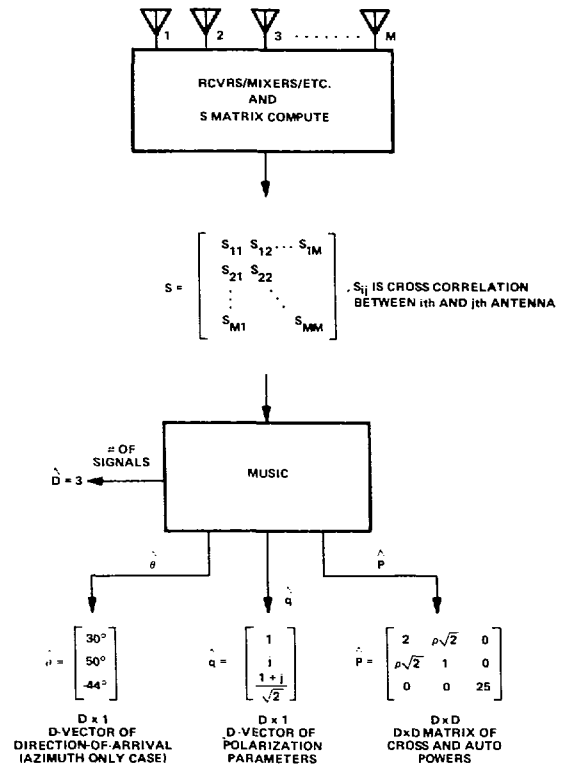 1 2 3 ........ M
RCVRS/MIXERS/ETC.
AND
S MATRIX COMPUTE
S₁₁ S₁₂ ··· S₁M
S₂₁ S₂₂
S =
SM1 SMM
, Sij IS CROSS CORRELATION
BETWEEN ith AND jth ANTENNA
# OF
SIGNALS
D̂ = 3
MUSIC
θ̂
q̂
P̂
θ̂ = [30° 50° -44°]
q̂ = [1 j (1 + j)/√2]
P̂ = [2 ρ√2 0
ρ√2 1 0
0 0 25]
D x 1
D-VECTOR OF
DIRECTION-OF-ARRIVAL
(AZIMUTH ONLY CASE)
D x 1
D-VECTOR OF
POLARIZATION
PARAMETERS
DxD
DxD MATRIX OF
CROSS AND AUTO
POWERS